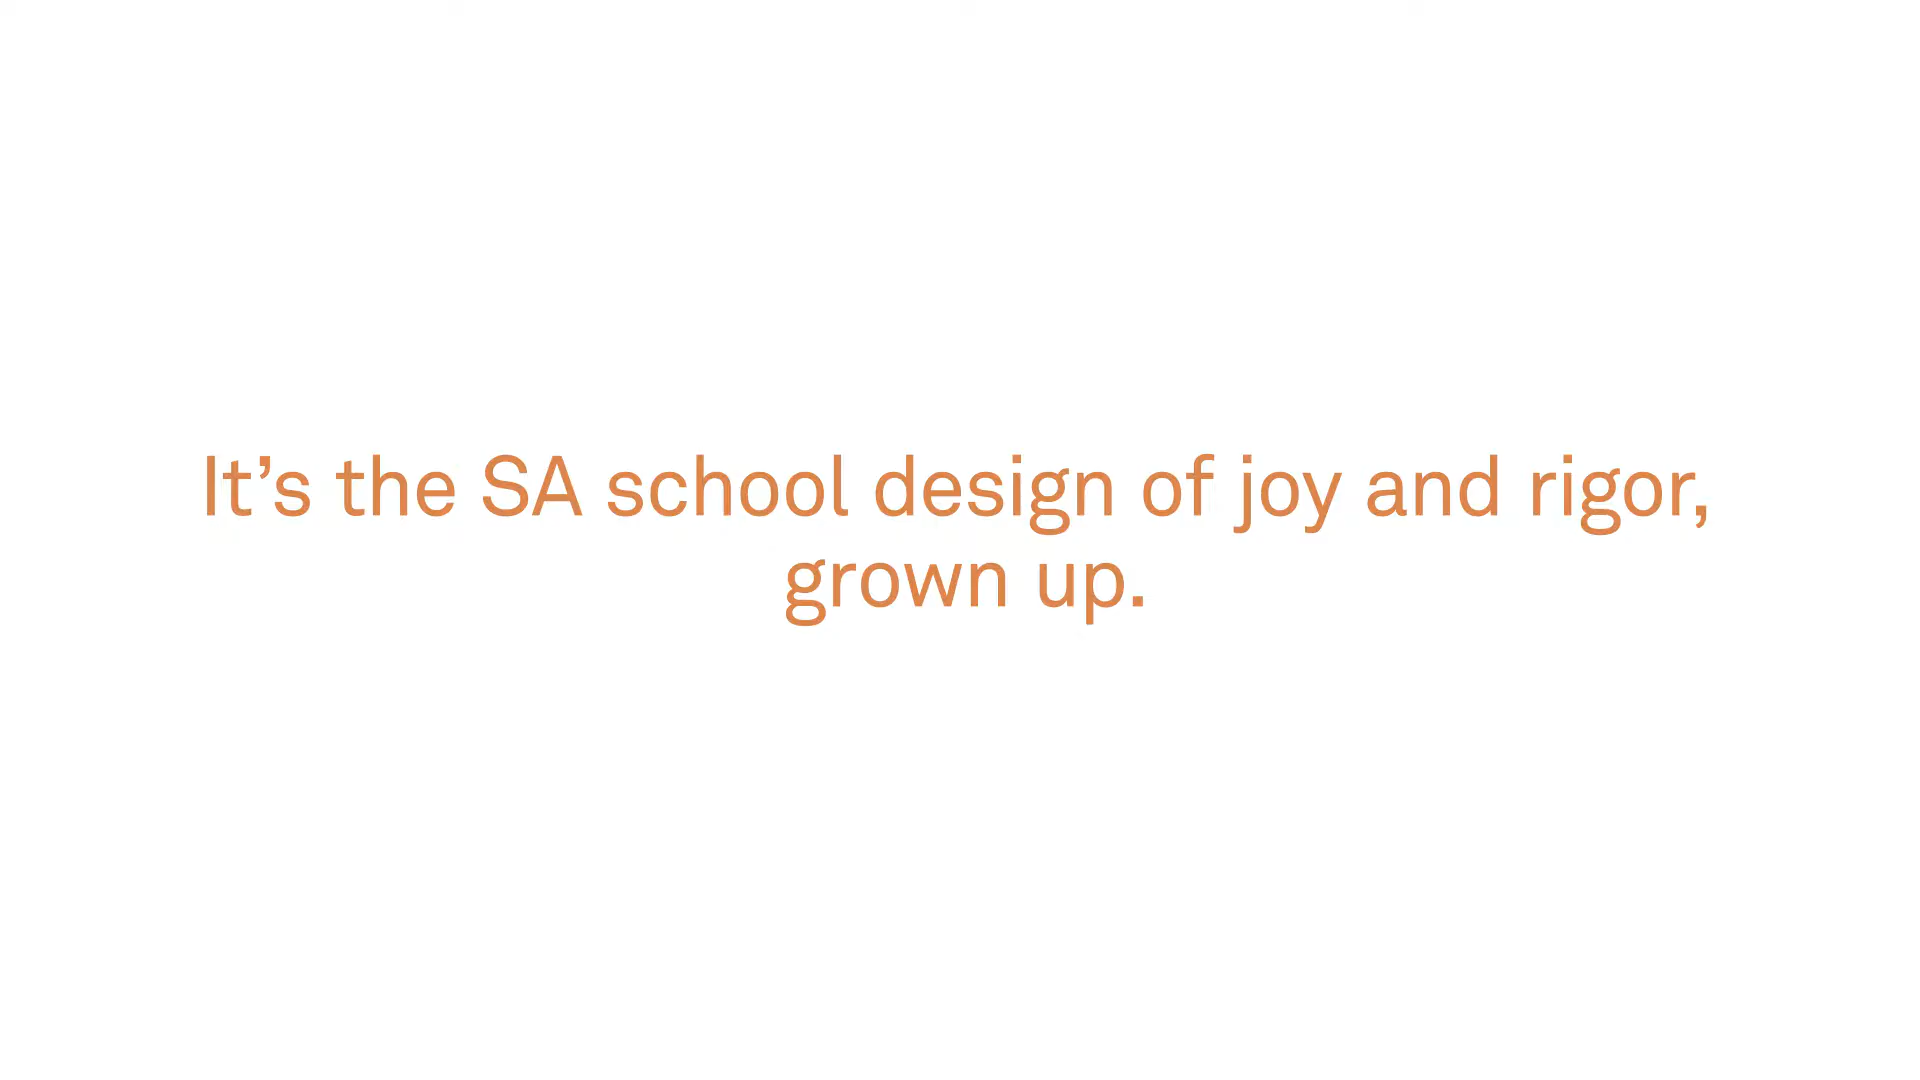 It’s the SA school design of joy and rigor,
grown up.